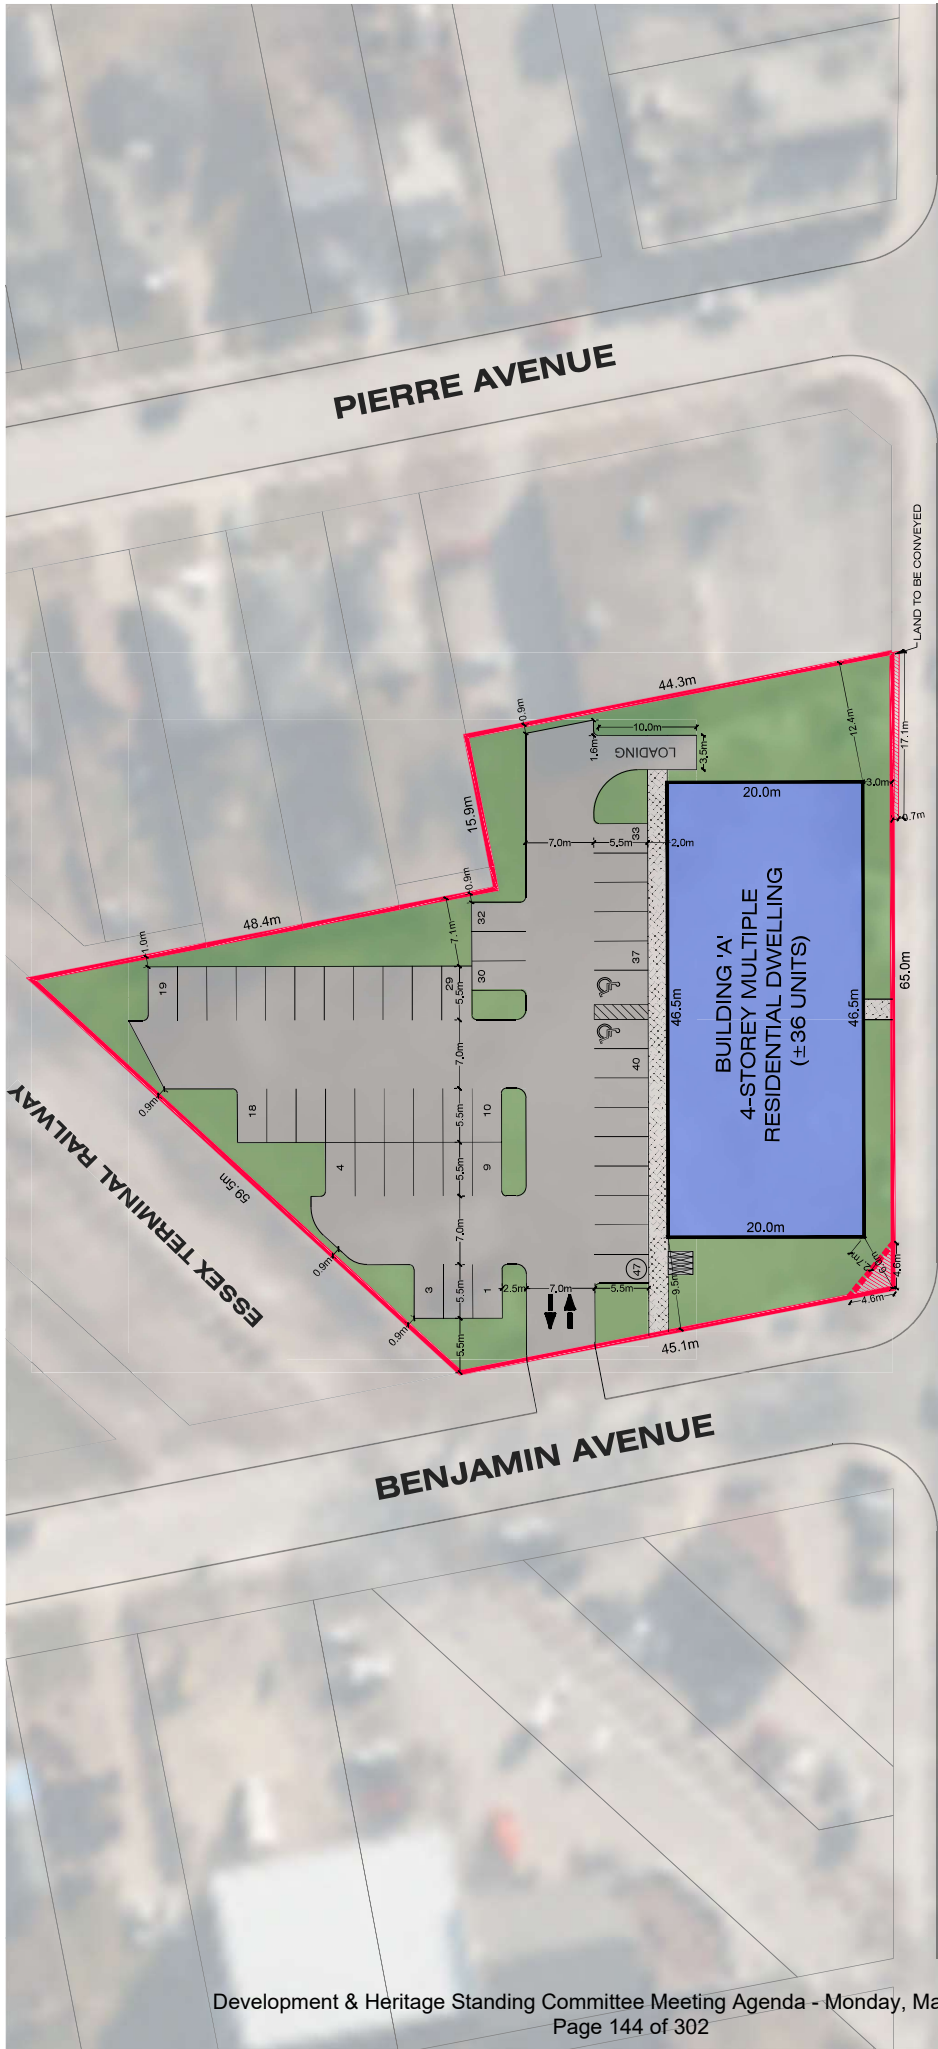 PIERRE AVENUE
LAND TO BE CONVEYED
44.3m
0.9m
10.0m
1.6m
LOADING
3.5m
12.4m
17.1m
15.9m
20.0m
3.0m
0.7m
7.0m
5.5m
33
2.0m
0.9m
48.4m
32
7.1m
1.0m
19
29
5.5m
30
37
BUILDING 'A'
4-STOREY MULTIPLE
RESIDENTIAL DWELLING
(±36 UNITS)
46.5m
46.5m
65.0m
7.0m
40
ESSEX TERMINAL RAILWAY
0.9m
18
5.5m
10
59.5m
4
5.5m
9
7.0m
20.0m
0.9m
2.7m
4.6m
4.6m
3
5.5m
1
2.5m
7.0m
5.5m
47
9.5m
0.9m
5.5m
45.1m
BENJAMIN AVENUE
Development & Heritage Standing Committee Meeting Agenda - Monday, Ma
Page 144 of 302